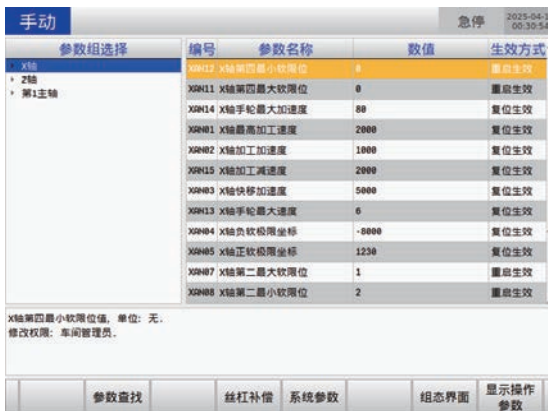 手动
急停
2025-04-1
00:30:54
参数组选择
编号 参数名称 数值 生效方式
X轴
Z轴
第1主轴
XAN12 X轴第四最小软限位 0 重启生效
XAN11 X轴第四最大软限位 0 重启生效
XAN14 X轴手轮最大加速度 80 复位生效
XAN01 X轴最高加工速度 2000 复位生效
XAN02 X轴加工加速度 1000 复位生效
XAN15 X轴加工减速度 2000 复位生效
XAN03 X轴快移加速度 5000 复位生效
XAN13 X轴手轮最大速度 6 复位生效
XAN04 X轴负软极限坐标 -8000 复位生效
XAN05 X轴正软极限坐标 1230 复位生效
XAN07 X轴第二最大软限位 1 重启生效
XAN08 X轴第二最小软限位 2 重启生效
X轴第四最小软限位值, 单位: 无.
修改权限: 车间管理员.
参数查找 丝杠补偿 系统参数 组态界面 显示操作
参数